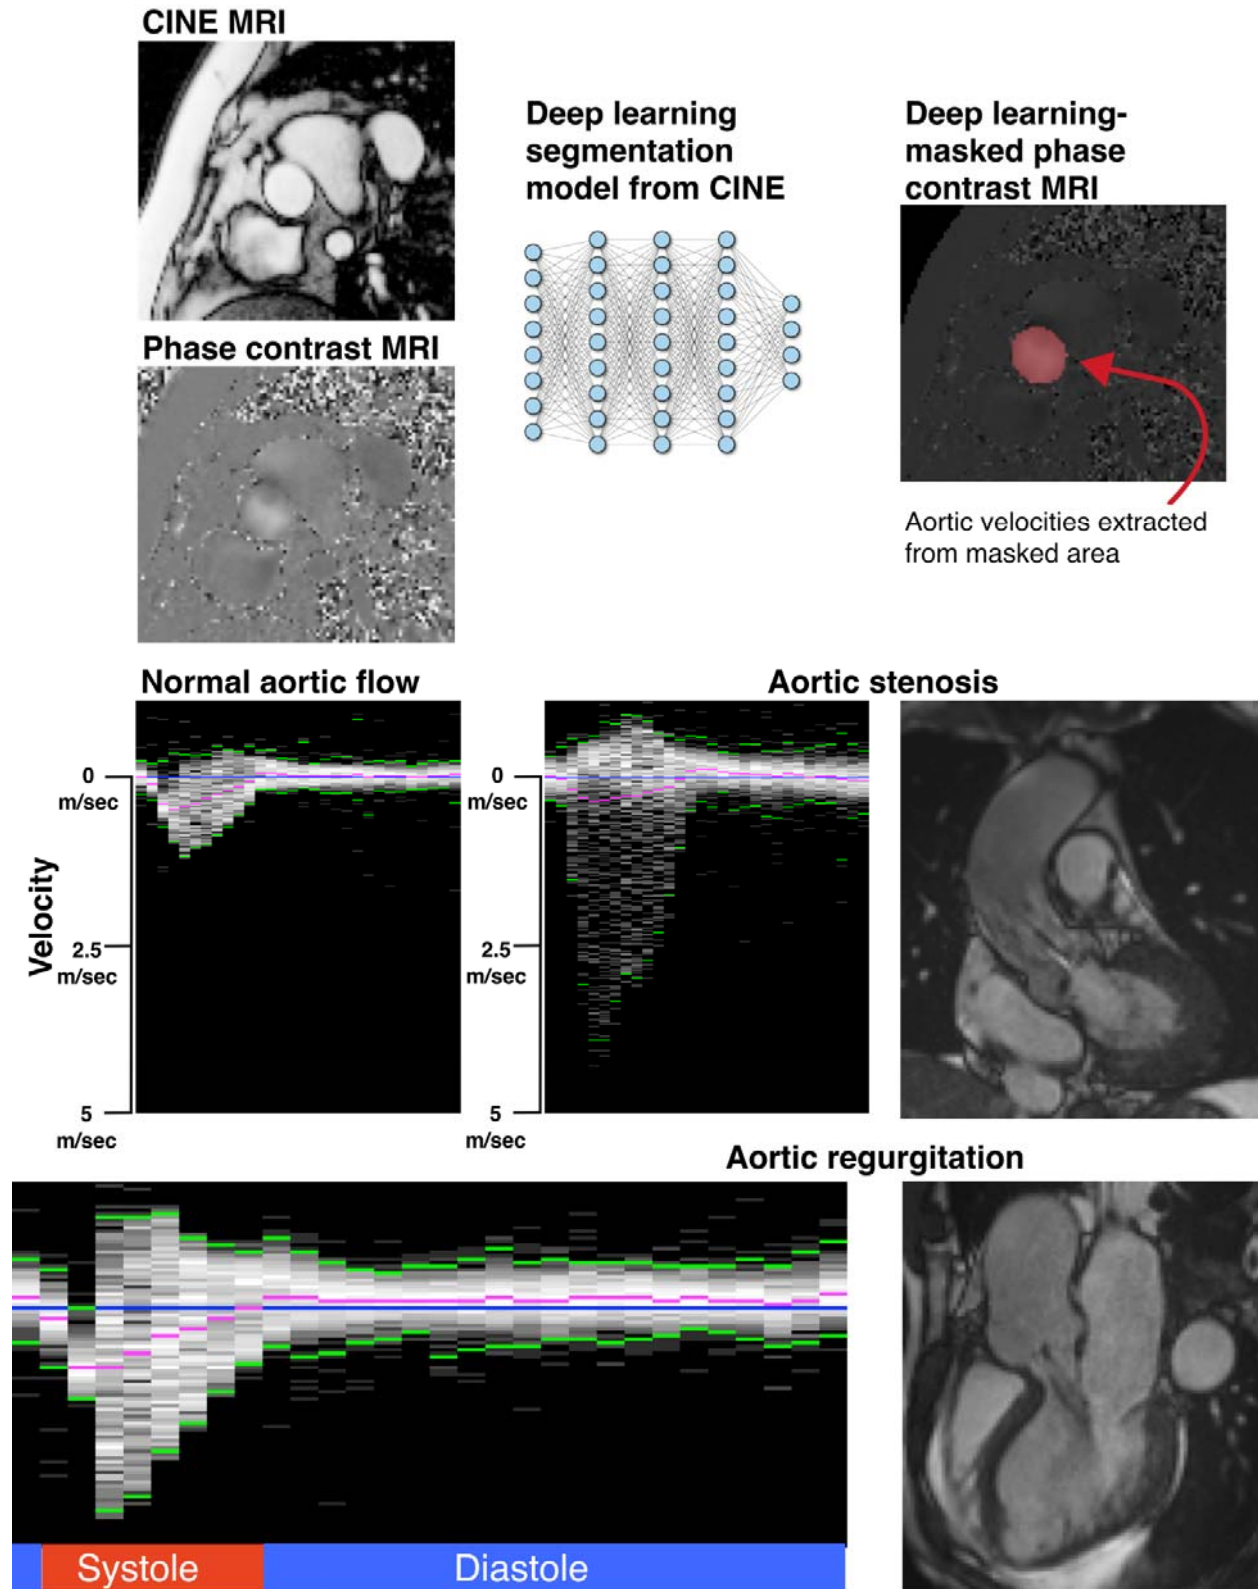 CINE MRI
Deep learning
segmentation
model from CINE
Deep learning-
masked phase
contrast MRI
Phase contrast MRI
Aortic velocities extracted
from masked area
Normal aortic flow
Aortic stenosis
Velocity
0
m/sec
2.5
m/sec
5
m/sec
0
m/sec
2.5
m/sec
5
m/sec
Aortic regurgitation
Systole
Diastole